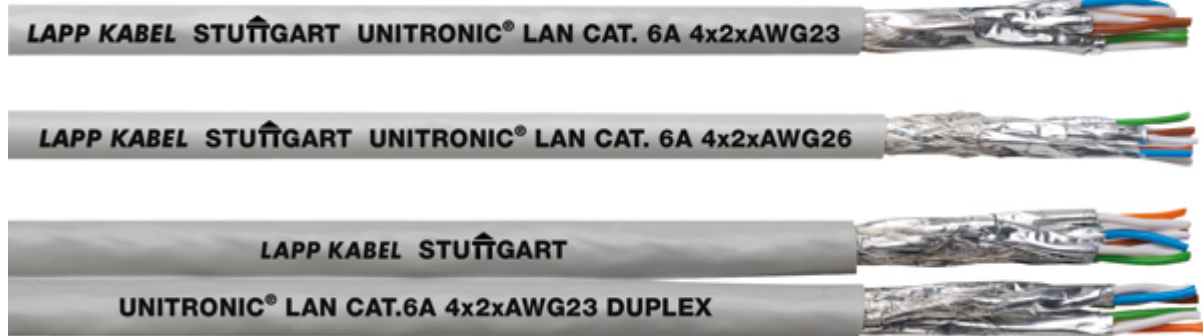 LAPP KABEL STUTTGART UNITRONIC® LAN CAT. 6A 4x2xAWG23
LAPP KABEL STUTTGART UNITRONIC® LAN CAT. 6A 4x2xAWG26
LAPP KABEL STUTTGART
UNITRONIC® LAN CAT.6A 4x2xAWG23 DUPLEX